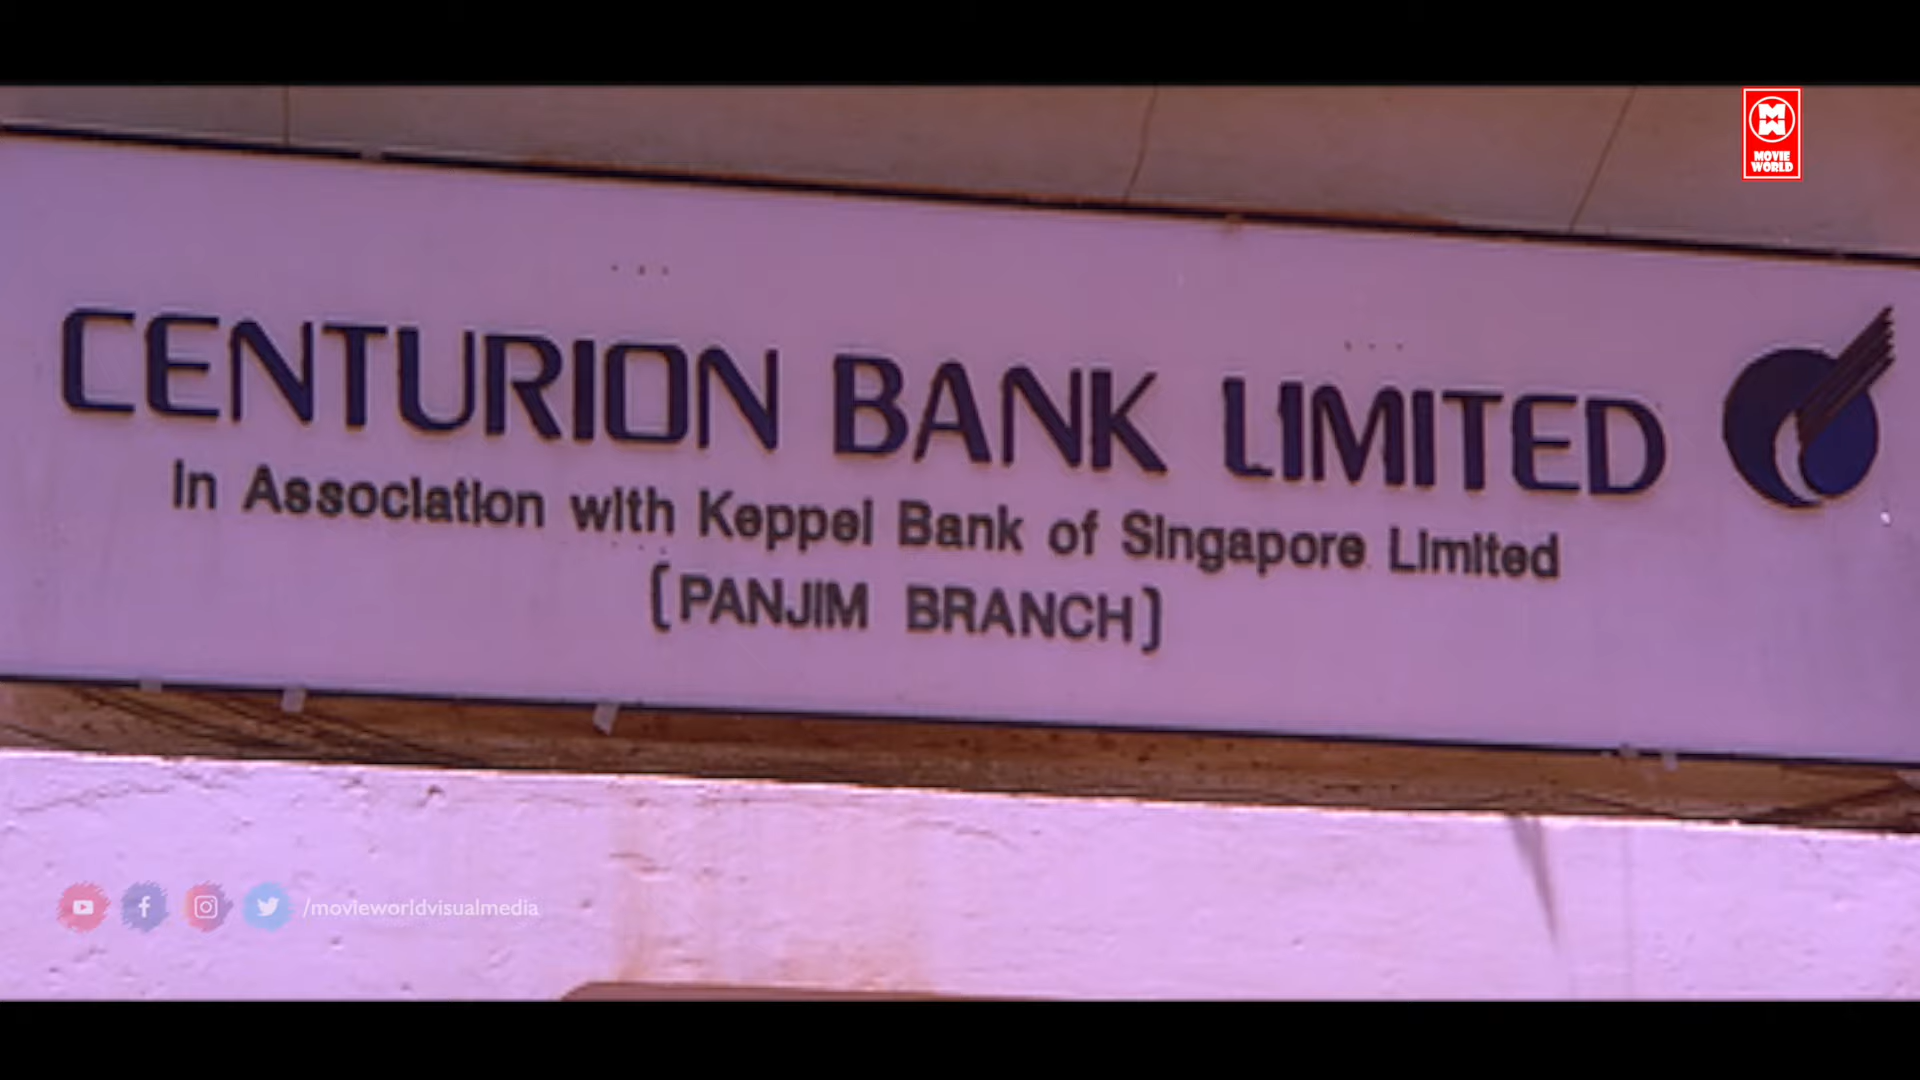 MOVIE
WORLD
CENTURION BANK LIMITED
In Association with Keppel Bank of Singapore Limited
(PANJIM BRANCH)
/movieworldvisualmedia